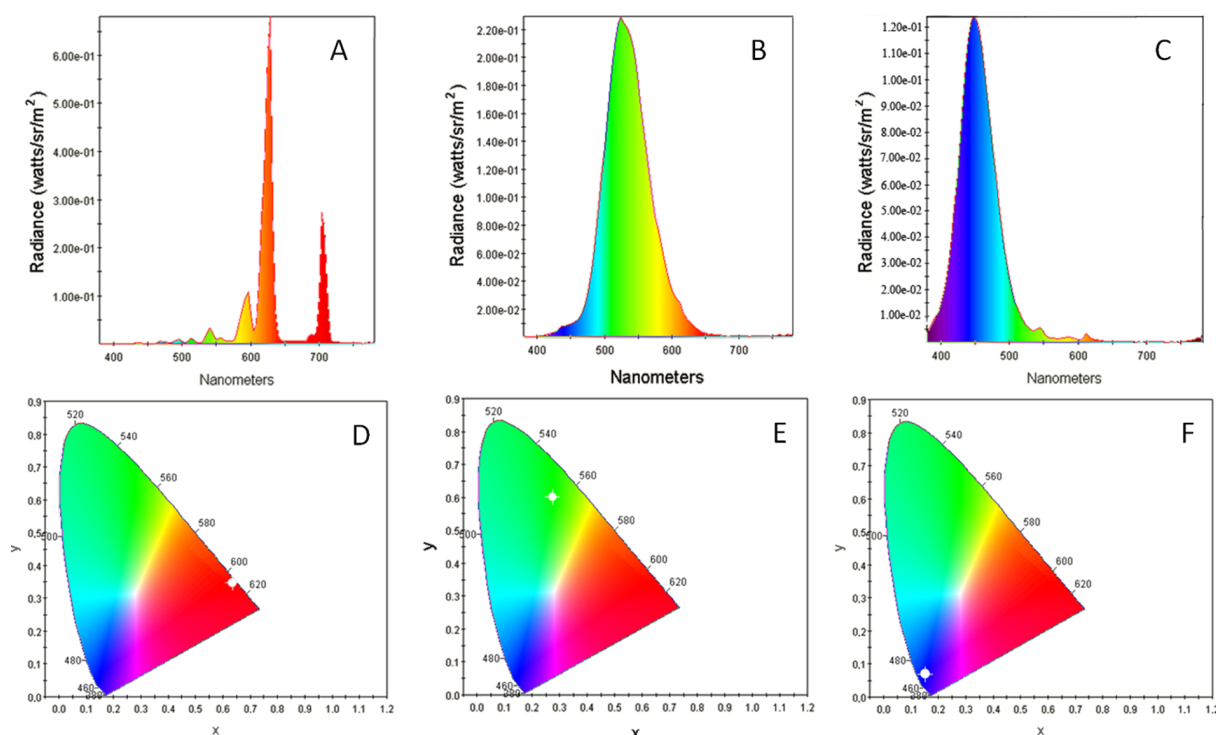 A
Radiance (watts/sr/m²)
6.00e-01
5.00e-01
4.00e-01
3.00e-01
2.00e-01
1.00e-01
400 500 600 700
Nanometers
B
Radiance (watts/sr/m²)
2.20e-01
2.00e-01
1.80e-01
1.60e-01
1.40e-01
1.20e-01
1.00e-01
8.00e-02
6.00e-02
4.00e-02
2.00e-02
400 500 600 700
Nanometers
C
Radiance (watts/sr/m²)
1.20e-01
1.10e-01
1.00e-01
9.00e-02
8.00e-02
7.00e-02
6.00e-02
5.00e-02
4.00e-02
3.00e-02
2.00e-02
1.00e-02
400 500 600 700
Nanometers
D
y
0.9
0.8
0.7
0.6
0.5
0.4
0.3
0.2
0.1
0.0
520
540
560
580
600
620
500
480
460
380
0.0 0.1 0.2 0.3 0.4 0.5 0.6 0.7 0.8 0.9 1.0 1.1 1.2
x
E
y
0.9
0.8
0.7
0.6
0.5
0.4
0.3
0.2
0.1
0.0
520
540
560
580
600
620
500
480
460
380
0.0 0.1 0.2 0.3 0.4 0.5 0.6 0.7 0.8 0.9 1.0 1.1 1.2
x
F
y
0.9
0.8
0.7
0.6
0.5
0.4
0.3
0.2
0.1
0.0
520
540
560
580
600
620
500
480
460
380
0.0 0.1 0.2 0.3 0.4 0.5 0.6 0.7 0.8 0.9 1.0 1.1 1.2
x